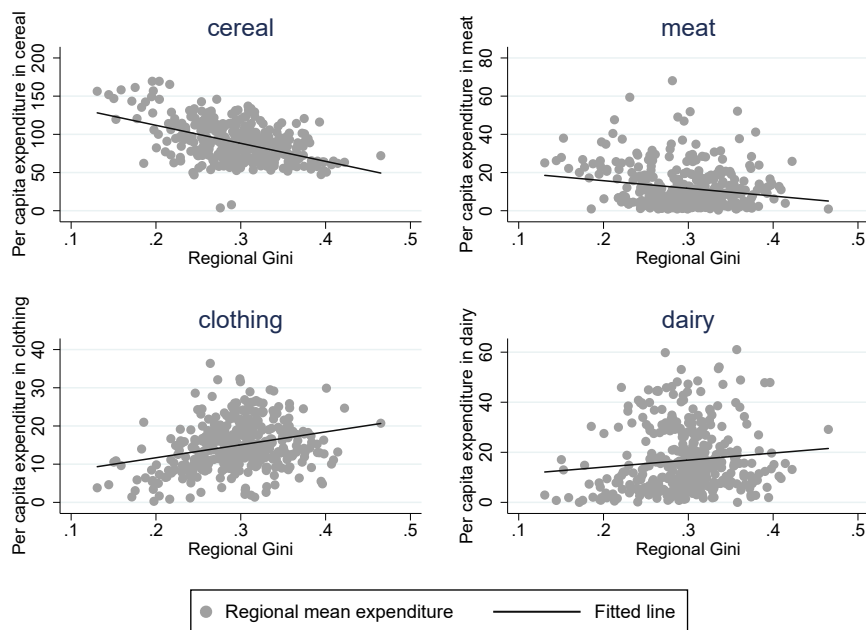 cereal
Per capita expenditure in cereal
200
150
100
50
0
.1 .2 .3 .4 .5
Regional Gini
meat
Per capita expenditure in meat
80
60
40
20
0
.1 .2 .3 .4 .5
Regional Gini
clothing
Per capita expenditure in clothing
40
30
20
10
0
.1 .2 .3 .4 .5
Regional Gini
dairy
Per capita expenditure in dairy
60
40
20
0
.1 .2 .3 .4 .5
Regional Gini
Regional mean expenditure Fitted line